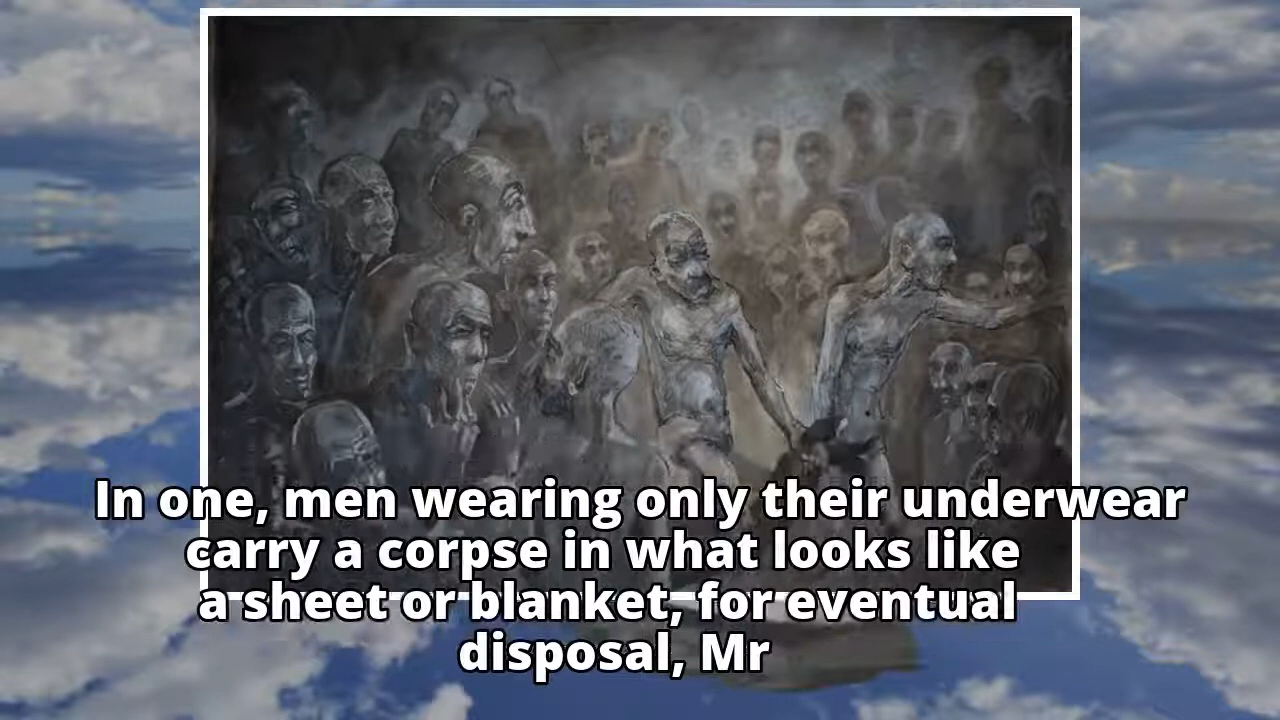 In one, men wearing only their underwear
carry a corpse in what looks like
a sheet or blanket, for eventual
disposal, Mr